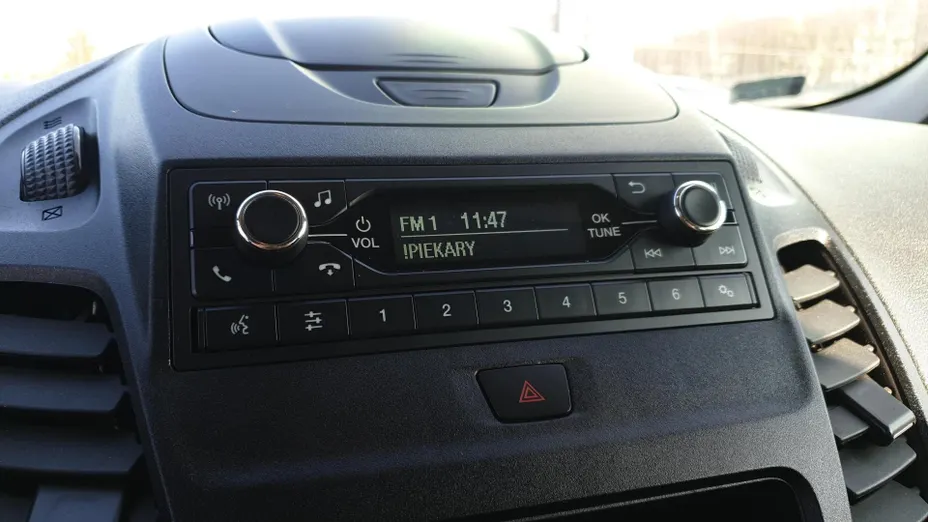 FM 1 11:47
!PIEKARY
VOL
OK
TUNE
1 2 3 4 5 6